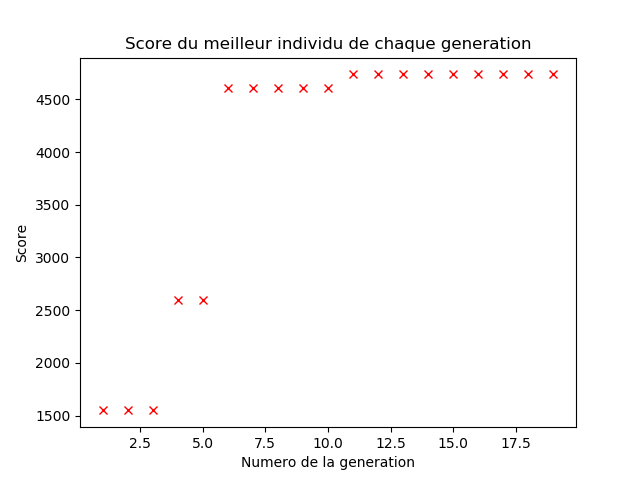 Score du meilleur individu de chaque generation
4500
4000
3500
3000
2500
2000
1500
Score
2.5 5.0 7.5 10.0 12.5 15.0 17.5
Numero de la generation